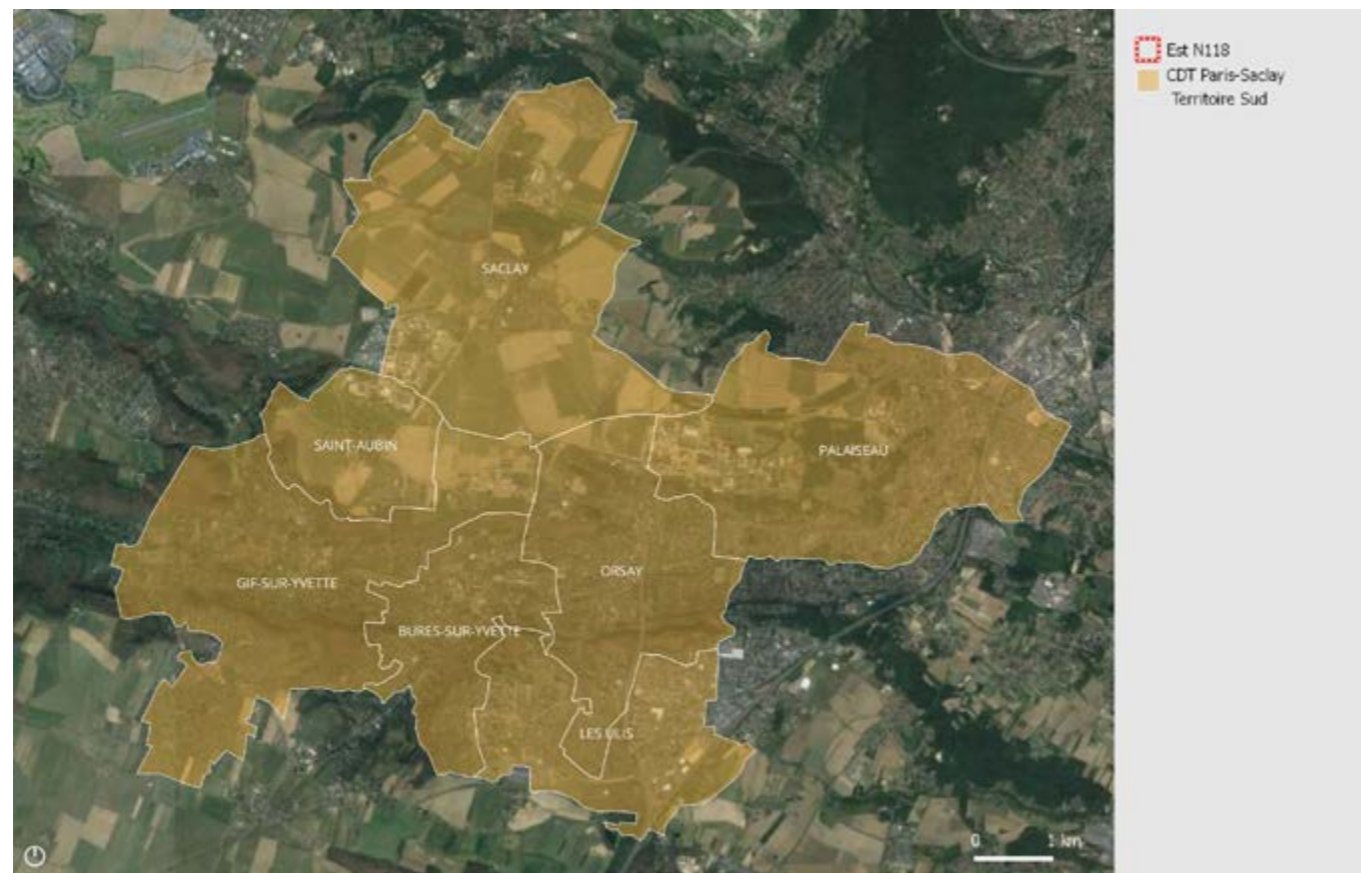 Est N118
CDT Paris-Saclay
Territoire Sud
SACLAY
SAINT-AUBIN
PALAISEAU
GIF-SUR-YVETTE
ORSAY
BURES-SUR-YVETTE
LES ULIS
0 1 km